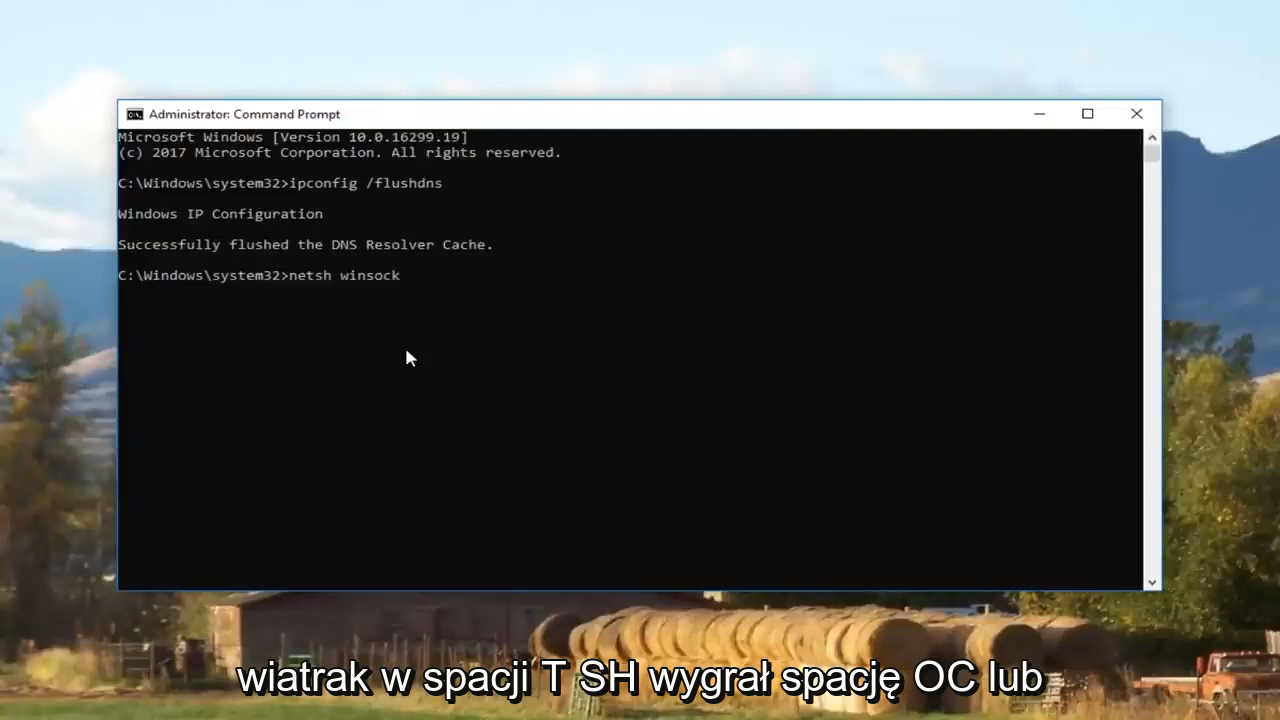 Administrator: Command Prompt
Microsoft Windows [Version 10.0.16299.19]
(c) 2017 Microsoft Corporation. All rights reserved.
C:\Windows\system32>ipconfig /flushdns
Windows IP Configuration
Successfully flushed the DNS Resolver Cache.
C:\Windows\system32>netsh winsock
wiatrak w spacji T SH wygrał spację OC lub